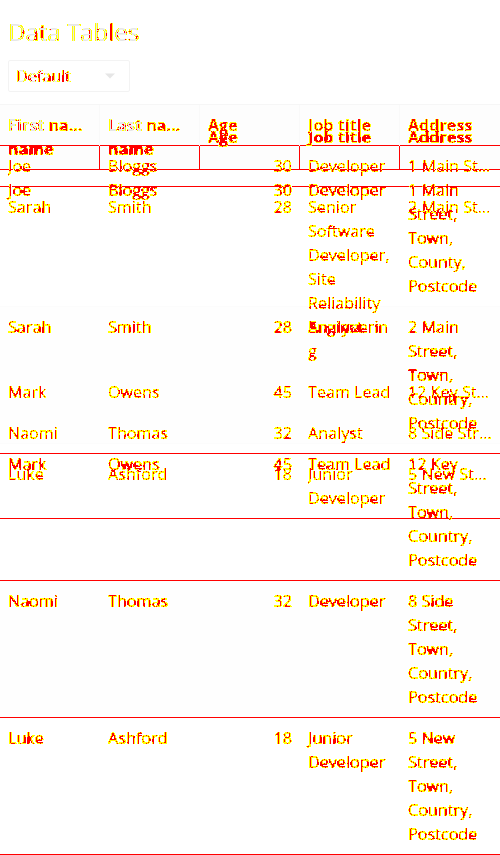 Data Tables
Default
First na... Last na... Age Job title Address
name name Age Job title Address
Joe Bloggs 30 Developer 1 Main St...
Joe Bloggs 30 Developer 1 Main
Sarah Smith 28 Senior 2 Main St...
Street,
Software Town,
Developer, County,
Site Postcode
Reliability
Sarah Smith 28 2 Main
g Street,
Town,
Mark Owens 45 Team Lead 12 Key St...
Country,
Postcode
Naomi Thomas 32 Analyst 8 Side Str...
Mark Owens 45 Team Lead 12 Key
Luke Ashford 18 Junior 5 New St...
Street,
Developer Town,
Country,
Postcode
Naomi Thomas 32 Developer 8 Side
Street,
Town,
Country,
Postcode
Luke Ashford 18 Junior 5 New
Developer Street,
Town,
Country,
Postcode